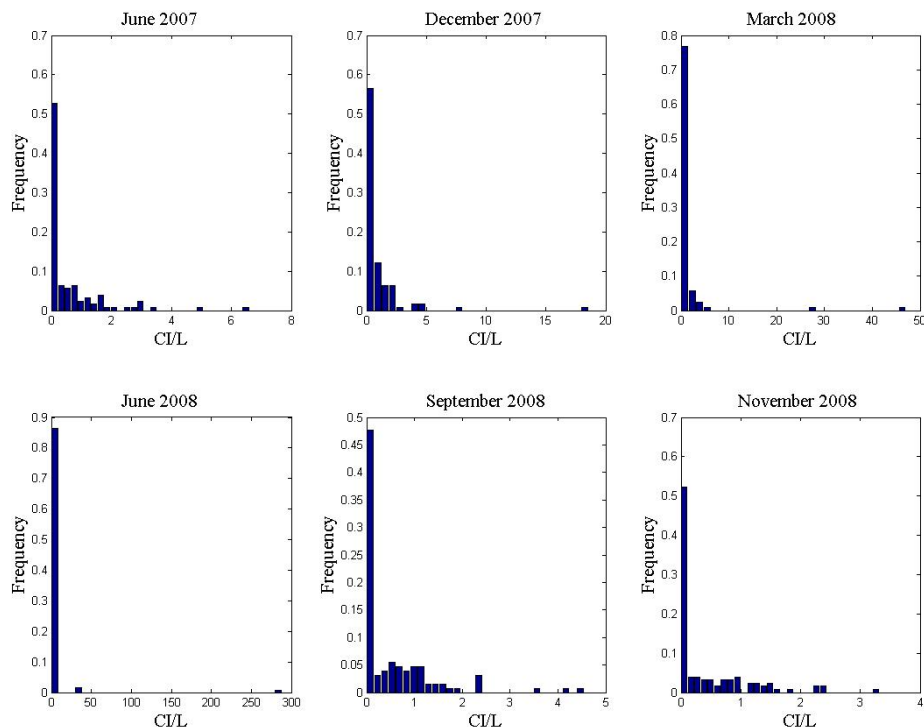 June 2007
0.7
0.6
0.5
0.4
0.3
0.2
0.1
0
Frequency
0 2 4 6 8
CI/L
December 2007
0.7
0.6
0.5
0.4
0.3
0.2
0.1
0
Frequency
0 5 10 15 20
CI/L
March 2008
0.8
0.7
0.6
0.5
0.4
0.3
0.2
0.1
0
Frequency
0 10 20 30 40 50
CI/L
June 2008
0.9
0.8
0.7
0.6
0.5
0.4
0.3
0.2
0.1
0
Frequency
0 50 100 150 200 250 300
CI/L
September 2008
0.5
0.45
0.4
0.35
0.3
0.25
0.2
0.15
0.1
0.05
0
Frequency
0 1 2 3 4 5
CI/L
November 2008
0.7
0.6
0.5
0.4
0.3
0.2
0.1
0
Frequency
0 1 2 3 4
CI/L